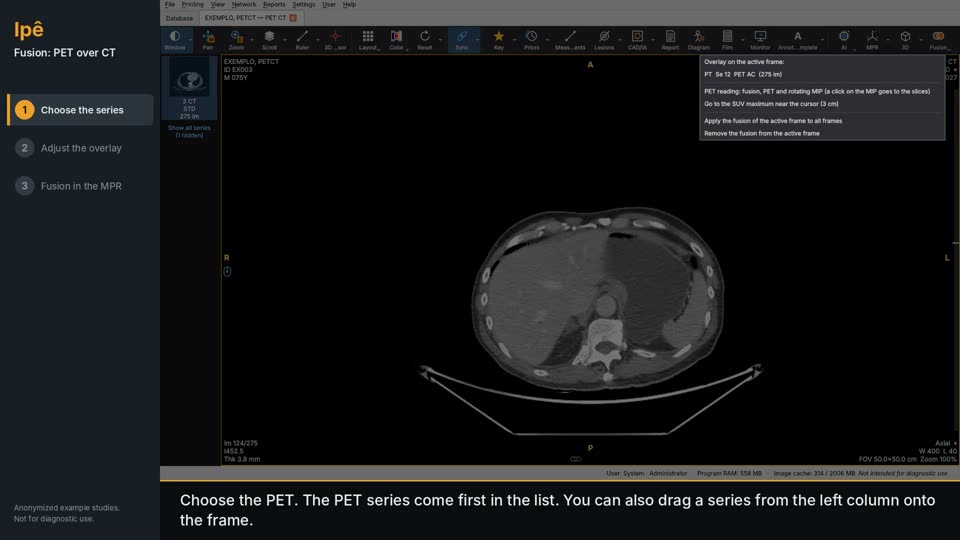 Ipê
Fusion: PET over CT
1 Choose the series
2 Adjust the overlay
3 Fusion in the MPR
Anonymized example studies.
Not for diagnostic use.
File Printing View Network Reports Settings User Help
Database EXEMPLO, PETCT — PET CT
Window Pan Zoom Scroll Ruler 3D...sor Layout Color Reset Sync Key Priors Meas...ents Lesions CAD/IA Report Diagram Film Monitor Annot...mplete AI MPR 3D Fusion
3 CT
STD
275 im
Show all series
(1 hidden)
EXEMPLO, PETCT
ID EX003
M 075Y
A
CT
Overlay on the active frame:
PT Se 12 PET AC (275 im)
PET reading: fusion, PET and rotating MIP (a click on the MIP goes to the slices)
Go to the SUV maximum near the cursor (3 cm)
Apply the fusion of the active frame to all frames
Remove the fusion from the active frame
R
L
Im 124/275
I452.5
Thk 3.8 mm
P
Axial
W 400 L 40
FOV 50.0×50.0 cm Zoom 100%
User: System · Administrator · Program RAM: 558 MB · Image cache: 314 / 2006 MB Not intended for diagnostic use
Choose the PET. The PET series come first in the list. You can also drag a series from the left column onto
the frame.